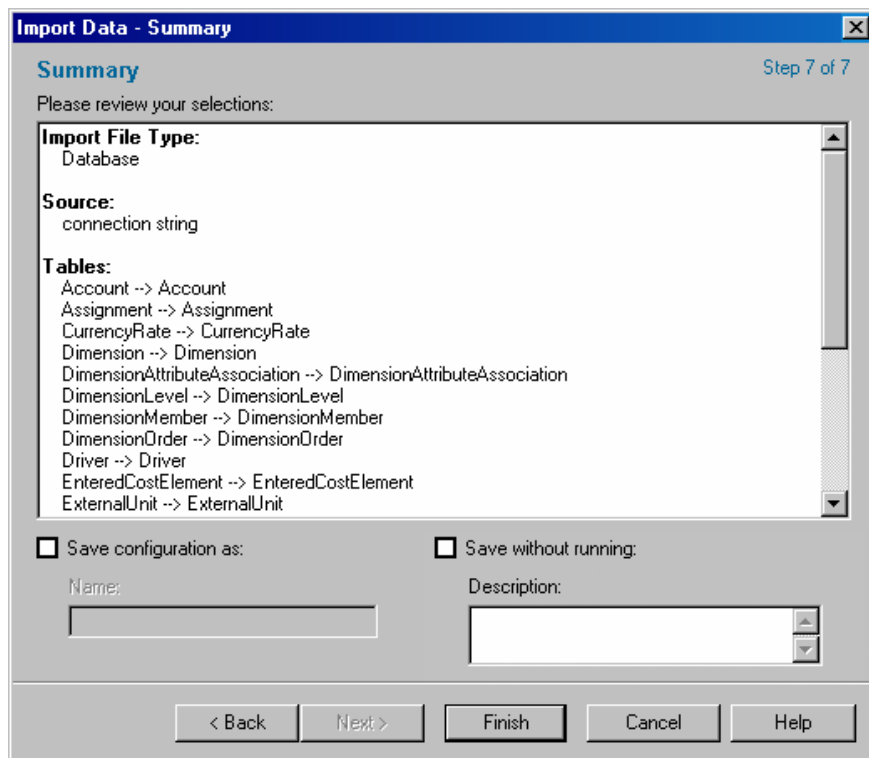 Import Data - Summary
Summary
Step 7 of 7
Please review your selections:
Import File Type:
Database
Source:
connection string
Tables:
Account --> Account
Assignment --> Assignment
CurrencyRate --> CurrencyRate
Dimension --> Dimension
DimensionAttributeAssociation --> DimensionAttributeAssociation
DimensionLevel --> DimensionLevel
DimensionMember --> DimensionMember
DimensionOrder --> DimensionOrder
Driver --> Driver
EnteredCostElement --> EnteredCostElement
ExternalUnit --> ExternalUnit
Save configuration as:
Save without running:
Name:
Description:
< Back
Next >
Finish
Cancel
Help